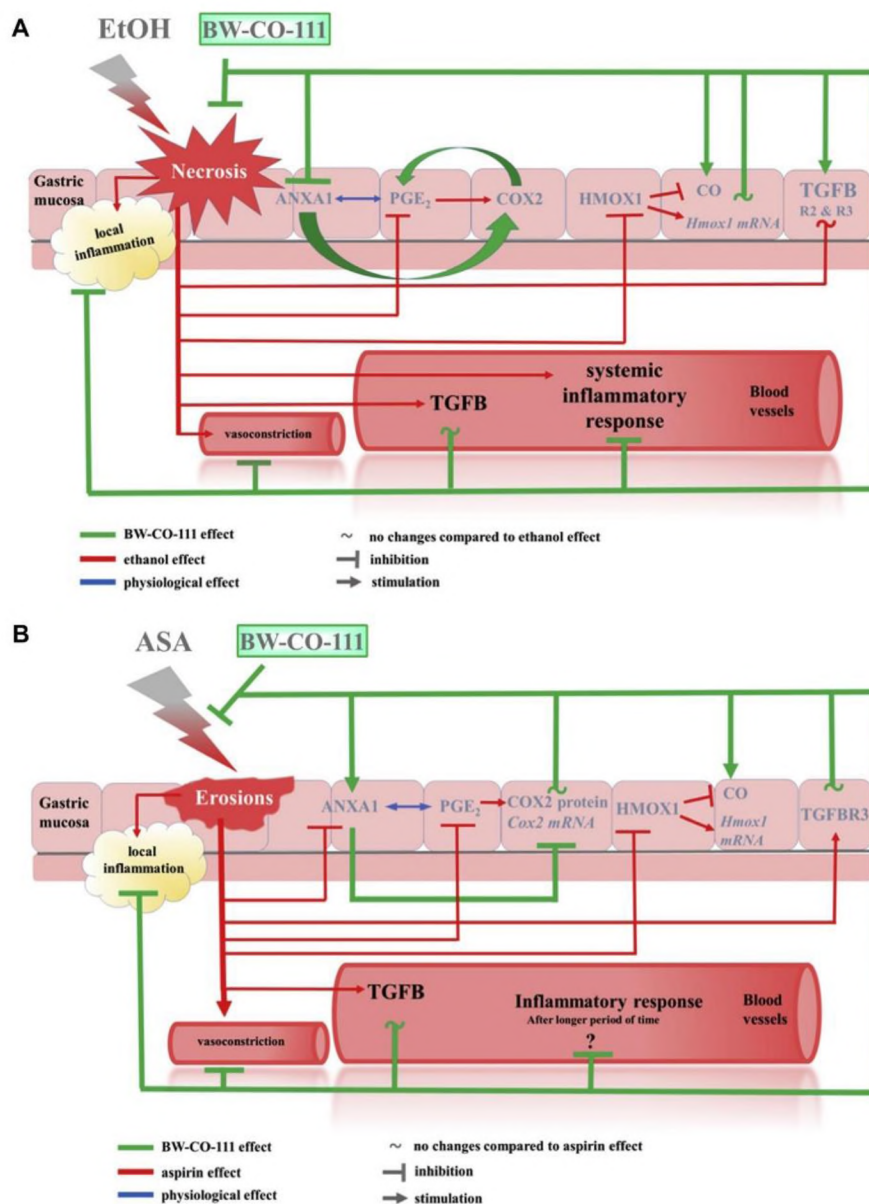 A
EtOH
BW-CO-111
Necrosis
Gastric
mucosa
local
inflammation
ANXA1
PGE₂
COX2
HMOX1
CO
Hmox1 mRNA
TGFB
R2 & R3
~
~
systemic
inflammatory
response
Blood
vessels
TGFB
~
vasoconstriction
BW-CO-111 effect
ethanol effect
physiological effect
~ no changes compared to ethanol effect
inhibition
stimulation
B
ASA
BW-CO-111
Erosions
Gastric
mucosa
local
inflammation
ANXA1
PGE₂
~
COX2 protein
Cox2 mRNA
HMOX1
CO
Hmox1
mRNA
~
TGFBR3
TGFB
~
Inflammatory response
After longer period of time
?
Blood
vessels
vasoconstriction
BW-CO-111 effect
aspirin effect
physiological effect
~ no changes compared to aspirin effect
inhibition
stimulation